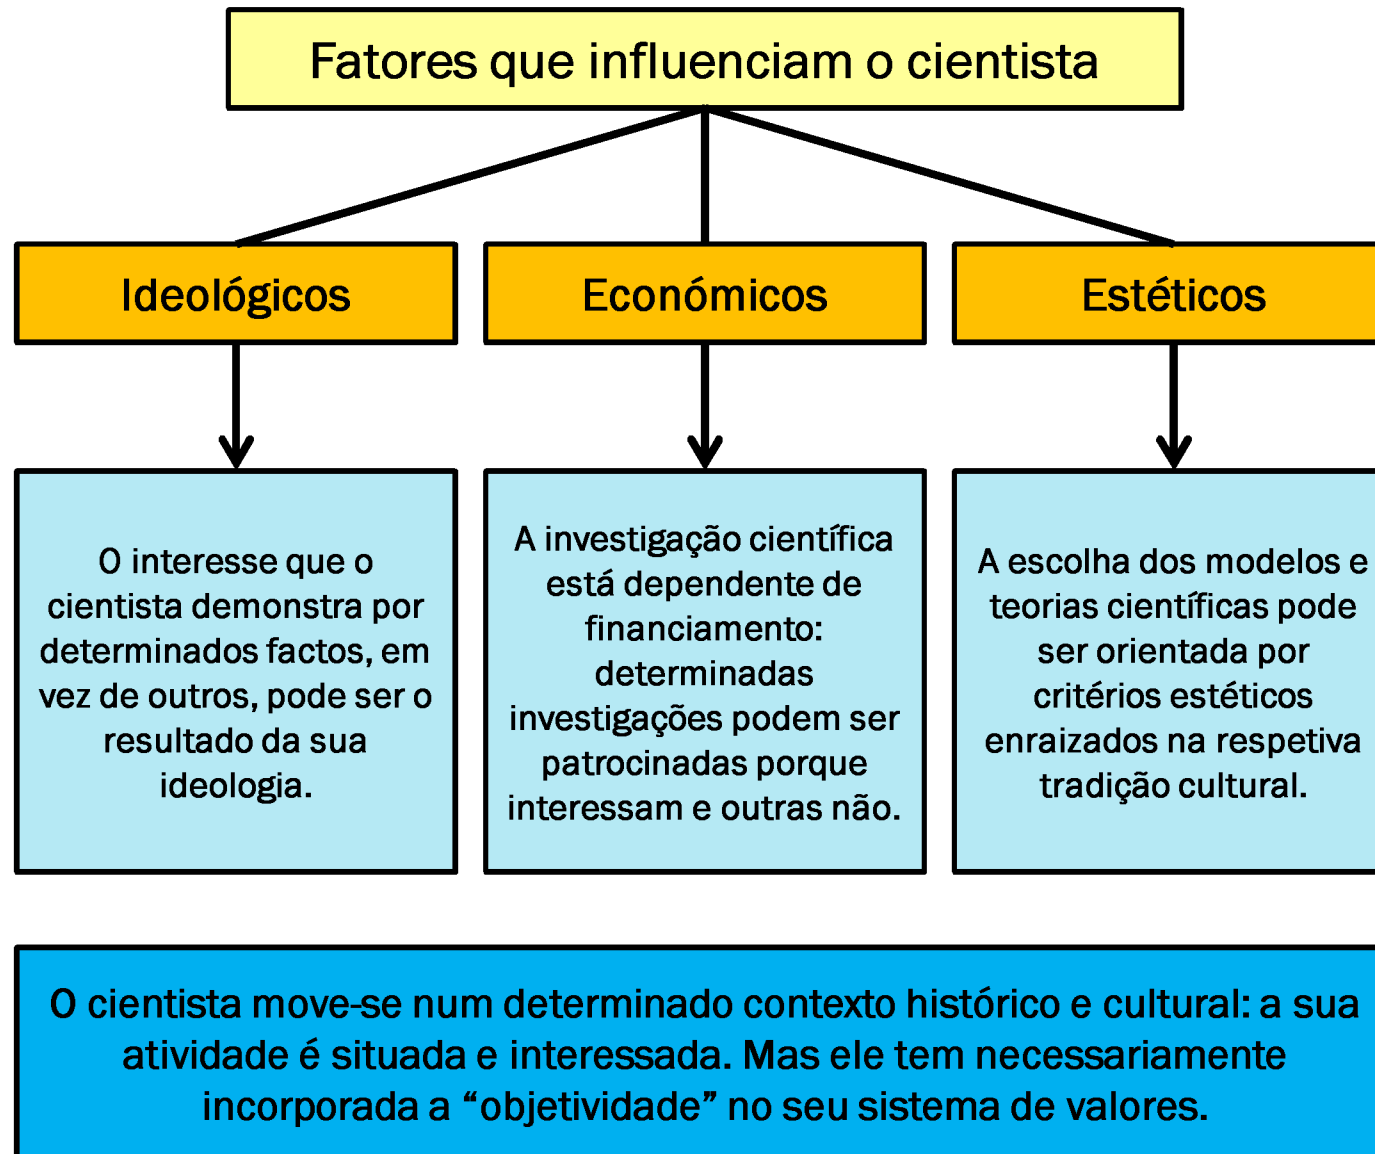 Fatores que influenciam o cientista
Ideológicos
Económicos
Estéticos
O interesse que o
cientista demonstra por
determinados factos, em
vez de outros, pode ser o
resultado da sua
ideologia.
A investigação científica
está dependente de
financiamento:
determinadas
investigações podem ser
patrocinadas porque
interessam e outras não.
A escolha dos modelos e
teorias científicas pode
ser orientada por
critérios estéticos
enraizados na respetiva
tradição cultural.
O cientista move-se num determinado contexto histórico e cultural: a sua
atividade é situada e interessada. Mas ele tem necessariamente
incorporada a “objetividade” no seu sistema de valores.